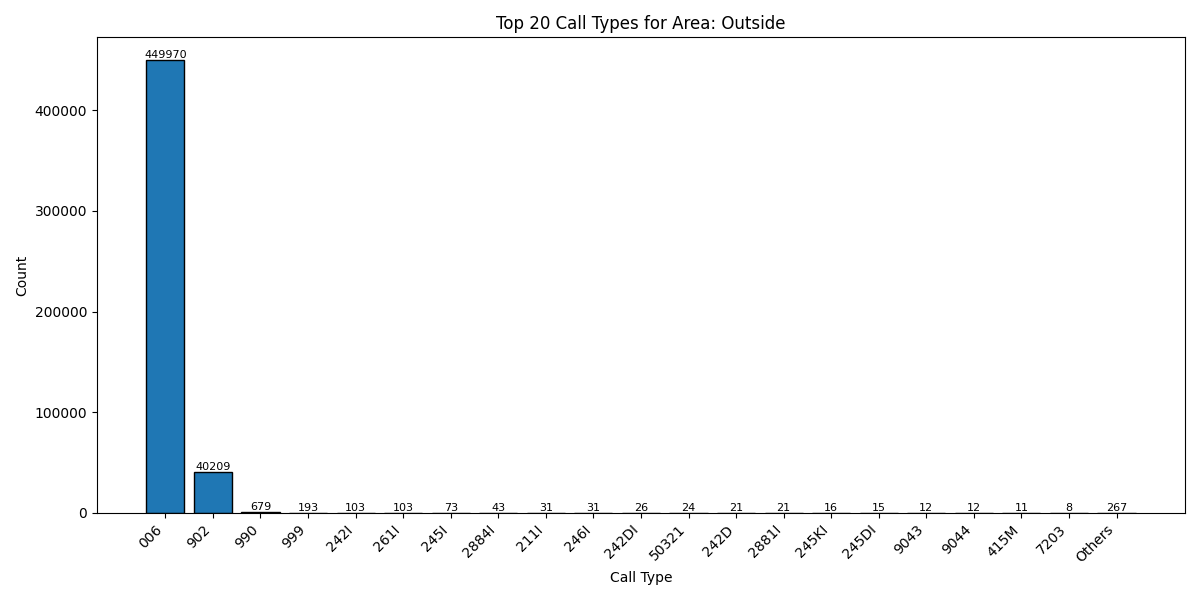 Top 20 Call Types for Area: Outside
Count
400000
300000
200000
100000
0
449970
40209
679
193
103
103
73
43
31
31
26
24
21
21
16
15
12
12
11
8
267
006
902
990
999
242I
261I
245I
2884I
211I
246I
242DI
50321
242D
2881I
245KI
245DI
9043
9044
415M
7203
Others
Call Type